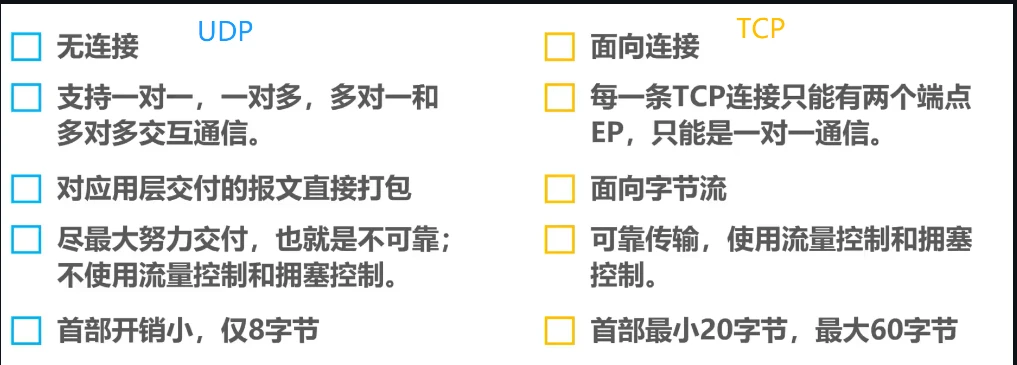 UDP
无连接
支持一对一，一对多，多对一和
多对多交互通信。
对应用层交付的报文直接打包
尽最大努力交付，也就是不可靠；
不使用流量控制和拥塞控制。
首部开销小，仅8字节
TCP
面向连接
每一条TCP连接只能有两个端点
EP，只能是一对一通信。
面向字节流
可靠传输，使用流量控制和拥塞
控制。
首部最小20字节，最大60字节